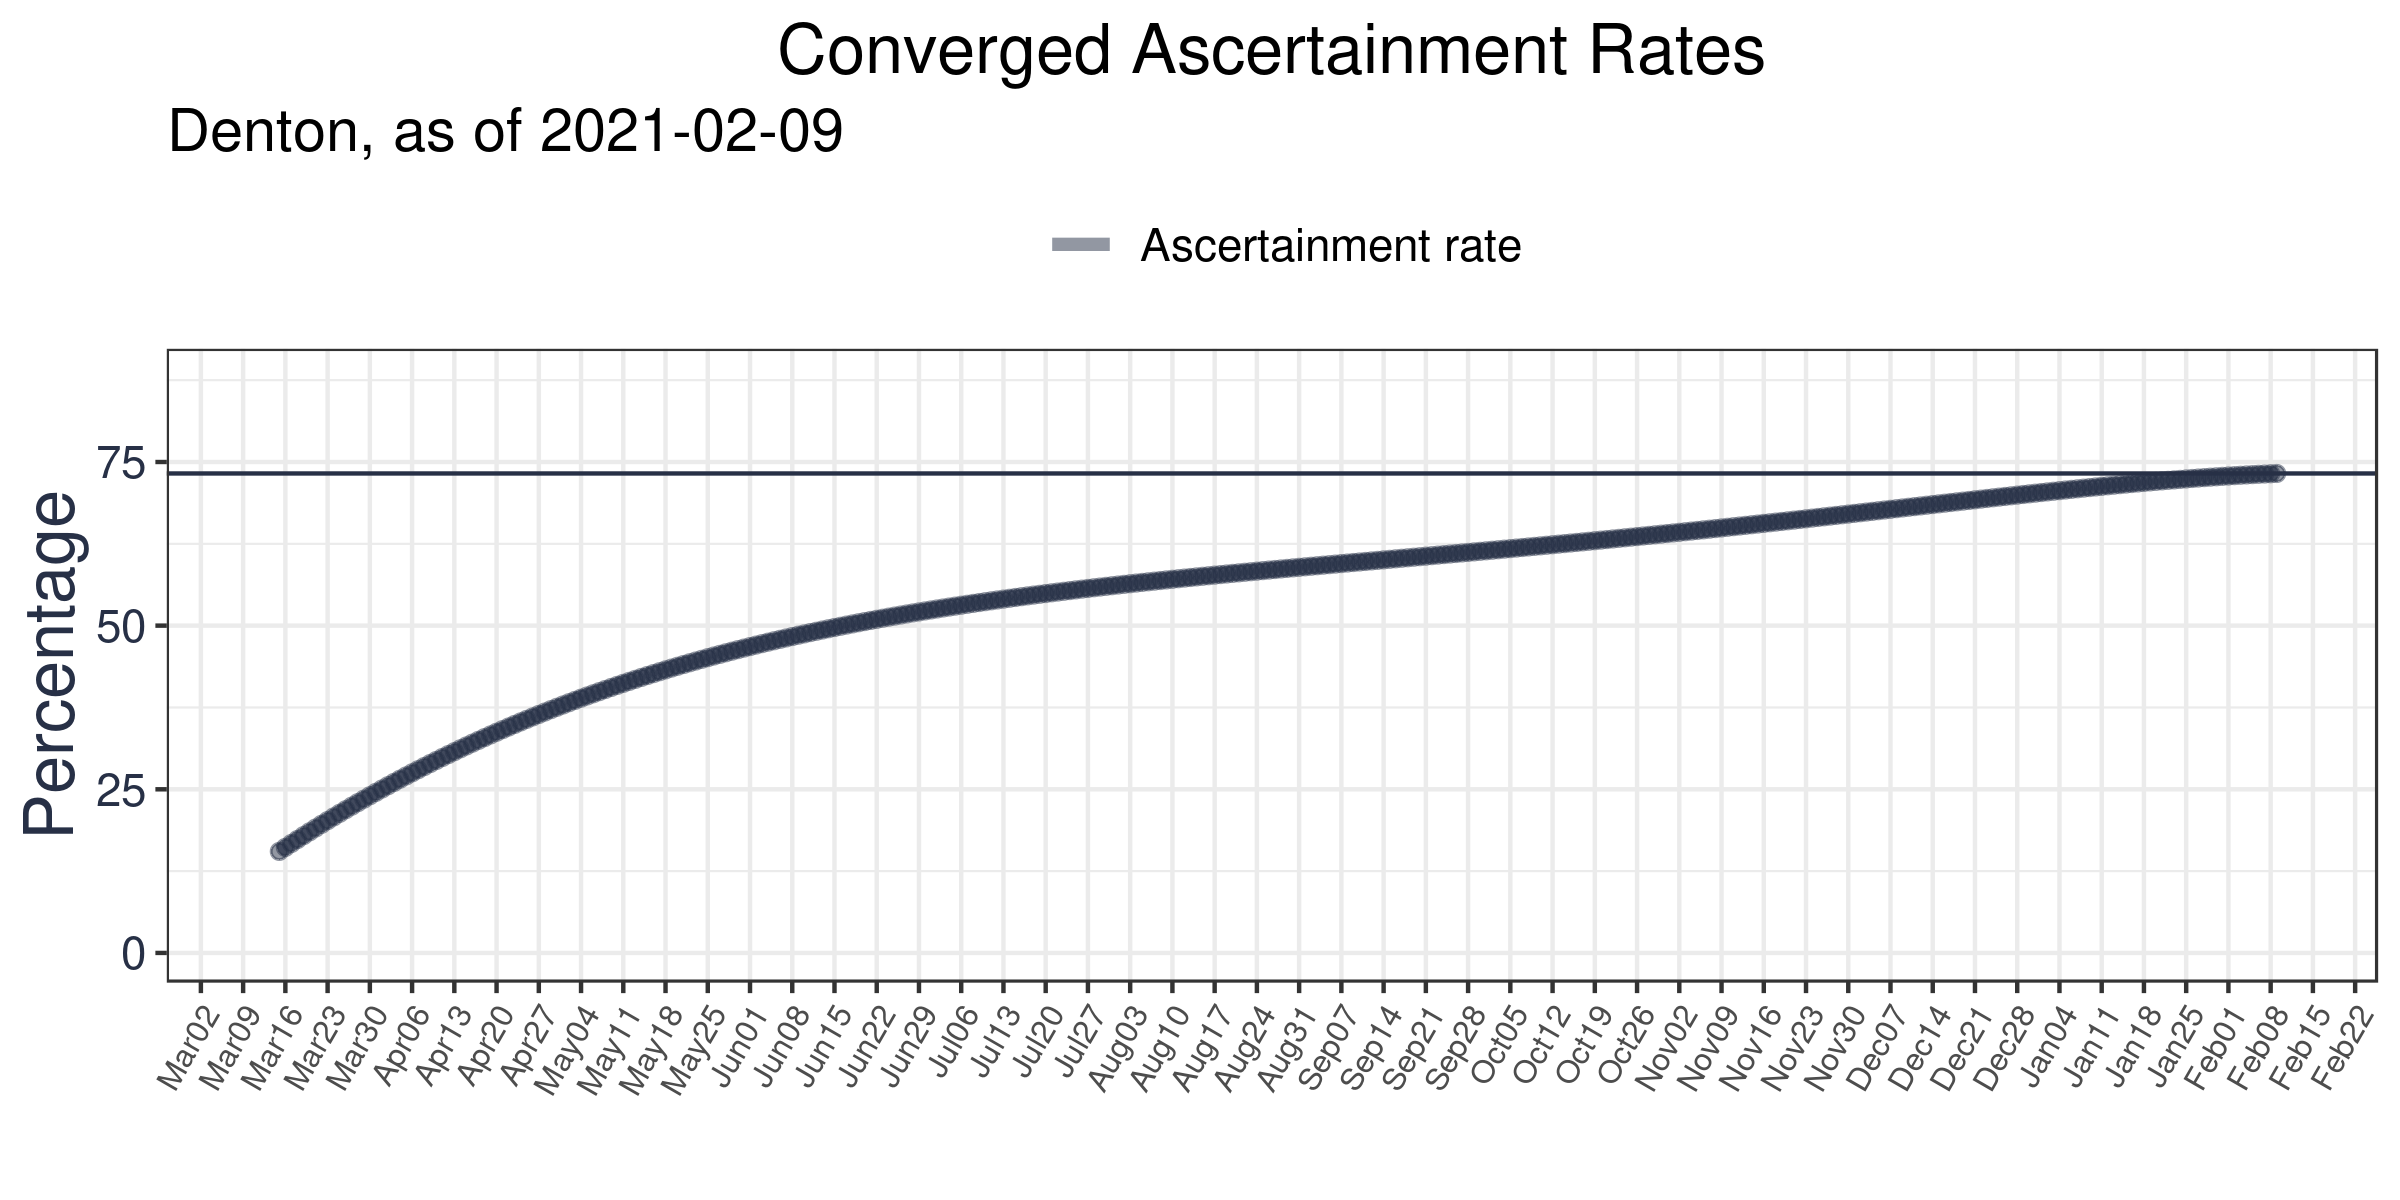 Converged Ascertainment Rates
Denton, as of 2021-02-09
Ascertainment rate
Percentage
75
50
25
0
Mar02 Mar09 Mar16 Mar23 Mar30 Apr06 Apr13 Apr20 Apr27 May04 May11 May18 May25 Jun01 Jun08 Jun15 Jun22 Jun29 Jul06 Jul13 Jul20 Jul27 Aug03 Aug10 Aug17 Aug24 Aug31 Sep07 Sep14 Sep21 Sep28 Oct05 Oct12 Oct19 Oct26 Nov02 Nov09 Nov16 Nov23 Nov30 Dec07 Dec14 Dec21 Dec28 Jan04 Jan11 Jan18 Jan25 Feb01 Feb08 Feb15 Feb22